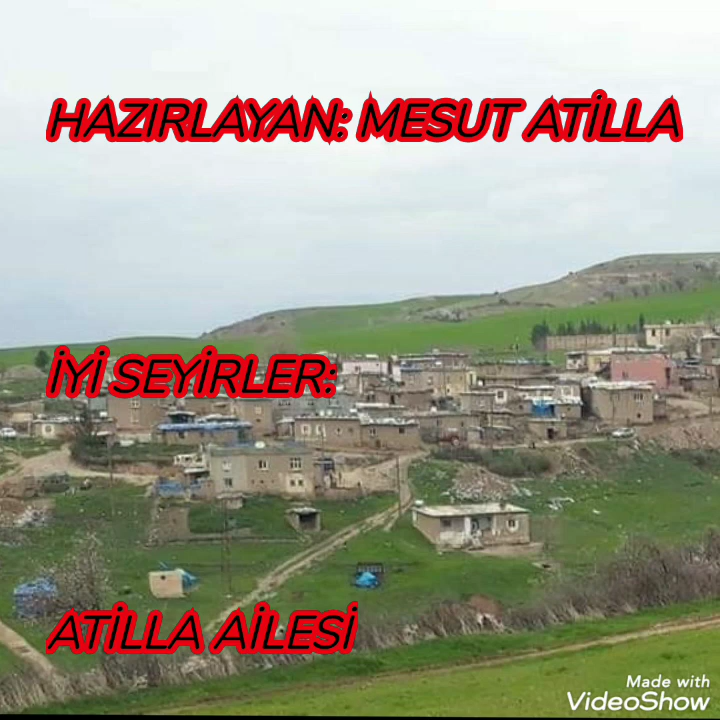 HAZIRLAYAN: MESUT ATİLLA
İYİ SEYİRLER:
ATİLLA AİLESİ
Made with
VideoShow